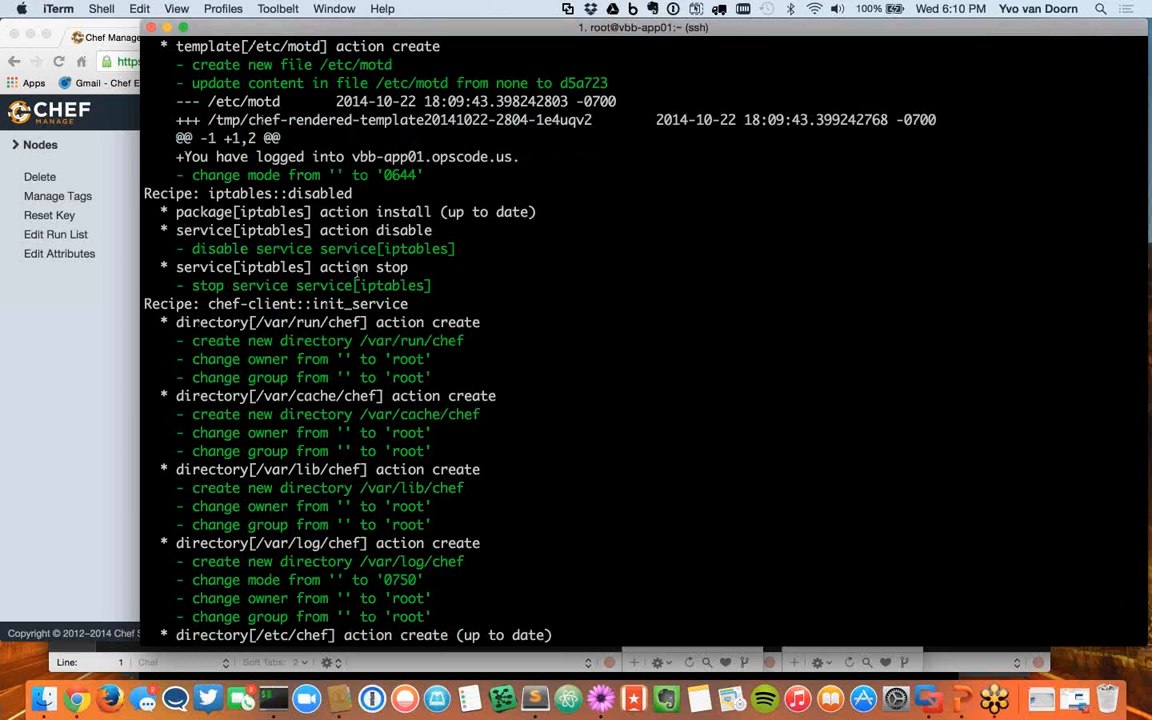 iTerm Shell Edit View Profiles Toolbelt Window Help 100% Wed 6:10 PM Yvo van Doorn
1. root@vbb-app01:~ (ssh)
Chef Manag
https
Apps Gmail - Chef E
CHEF
MANAGE
Nodes
Delete
Manage Tags
Reset Key
Edit Run List
Edit Attributes
Copyright © 2012–2014 Chef S
* template[/etc/motd] action create
- create new file /etc/motd
- update content in file /etc/motd from none to d5a723
--- /etc/motd 2014-10-22 18:09:43.398242803 -0700
+++ /tmp/chef-rendered-template20141022-2804-1e4uqv2 2014-10-22 18:09:43.399242768 -0700
@@ -1 +1,2 @@
+You have logged into vbb-app01.opscode.us.
- change mode from '' to '0644'
Recipe: iptables::disabled
* package[iptables] action install (up to date)
* service[iptables] action disable
- disable service service[iptables]
* service[iptables] action stop
- stop service service[iptables]
Recipe: chef-client::init_service
* directory[/var/run/chef] action create
- create new directory /var/run/chef
- change owner from '' to 'root'
- change group from '' to 'root'
* directory[/var/cache/chef] action create
- create new directory /var/cache/chef
- change owner from '' to 'root'
- change group from '' to 'root'
* directory[/var/lib/chef] action create
- create new directory /var/lib/chef
- change owner from '' to 'root'
- change group from '' to 'root'
* directory[/var/log/chef] action create
- create new directory /var/log/chef
- change mode from '' to '0750'
- change owner from '' to 'root'
- change group from '' to 'root'
* directory[/etc/chef] action create (up to date)
Line: 1 Chef Soft Tabs: 2